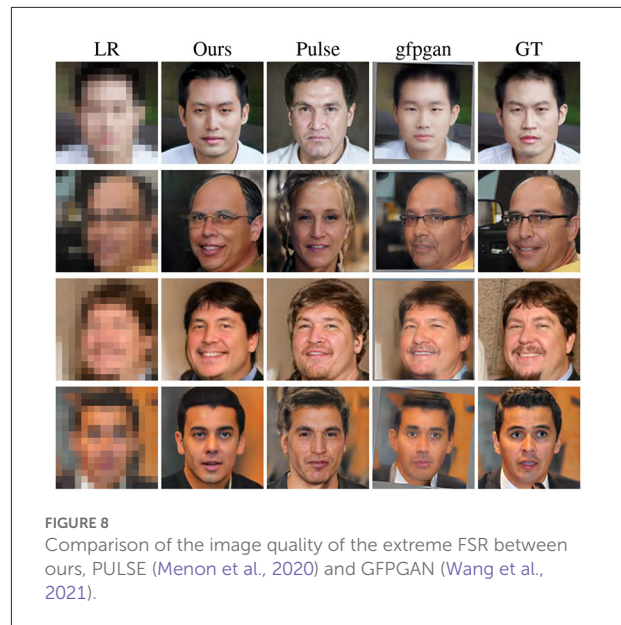 LR Ours Pulse gfpgan GT
FIGURE 8
Comparison of the image quality of the extreme FSR between
ours, PULSE (Menon et al., 2020) and GFPGAN (Wang et al.,
2021).